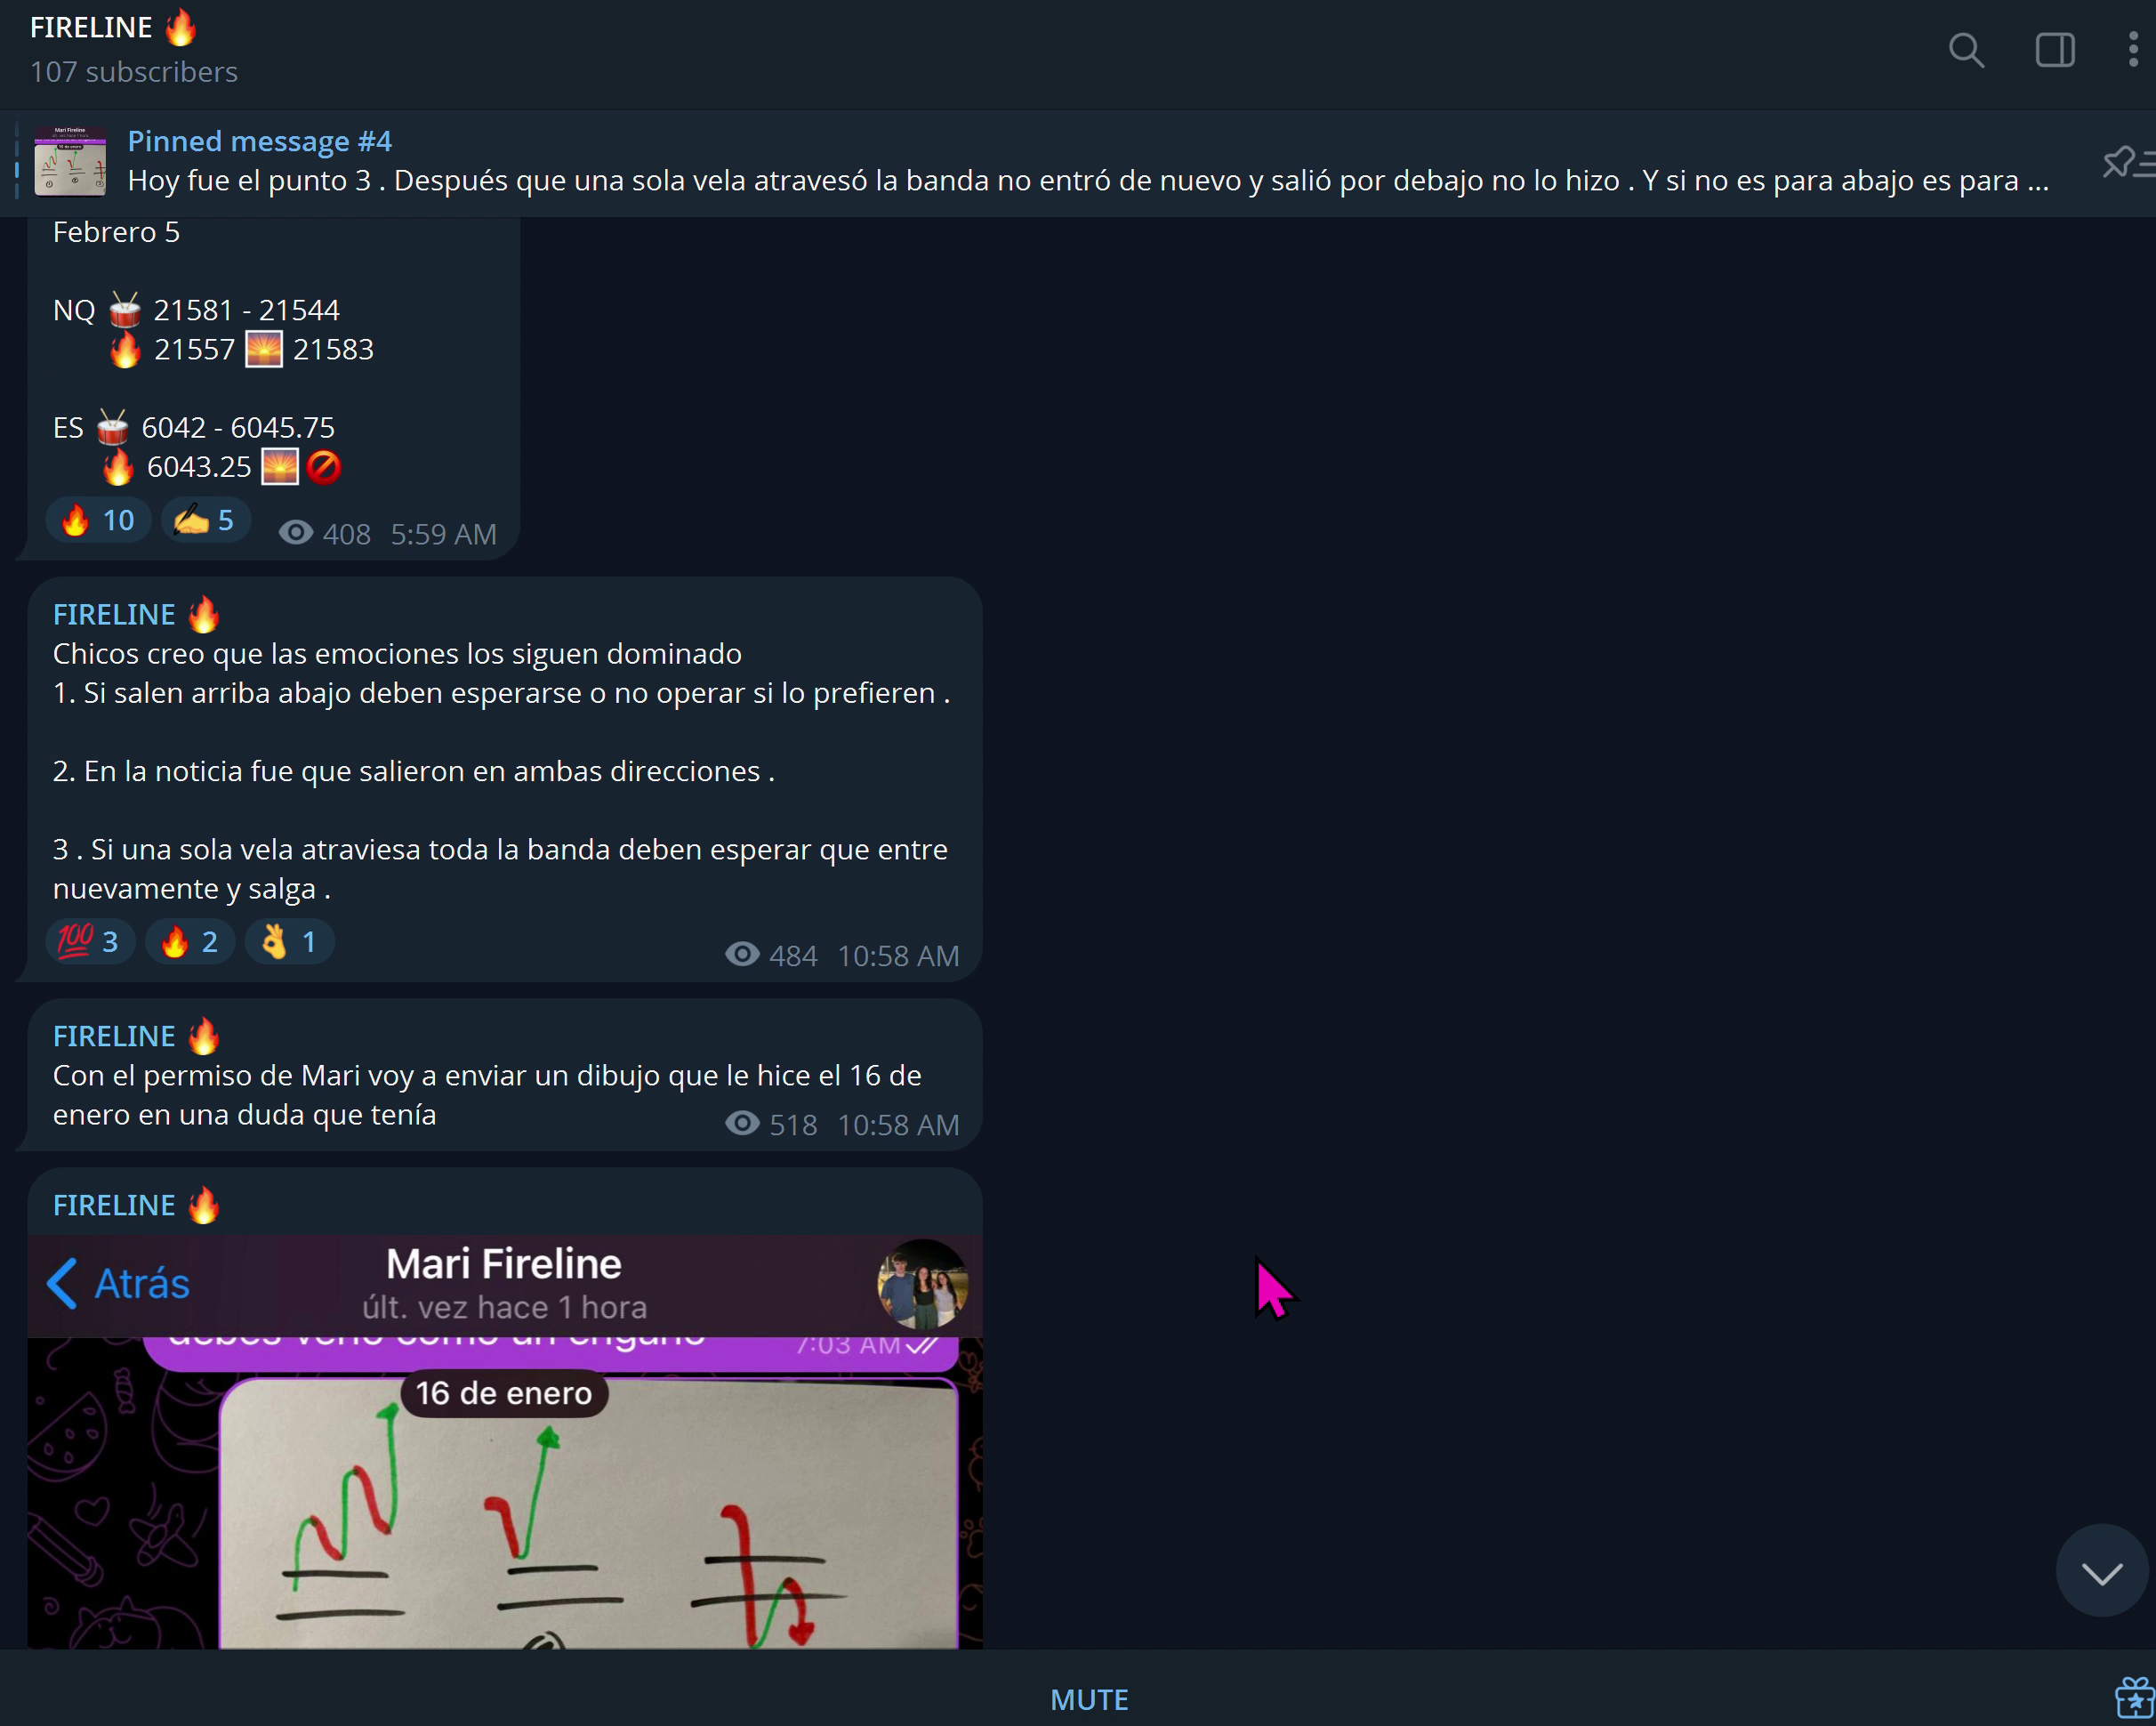 FIRELINE 🔥
107 subscribers
Pinned message #4
Hoy fue el punto 3 . Después que una sola vela atravesó la banda no entró de nuevo y salió por debajo no lo hizo . Y si no es para abajo es para ...
Febrero 5
NQ 🥁 21581 - 21544
🔥 21557 🌅 21583
ES 🥁 6042 - 6045.75
🔥 6043.25 🌅 🚫
🔥 10 ✍️ 5 408 5:59 AM
FIRELINE 🔥
Chicos creo que las emociones los siguen dominado
1. Si salen arriba abajo deben esperarse o no operar si lo prefieren .
2. En la noticia fue que salieron en ambas direcciones .
3 . Si una sola vela atraviesa toda la banda deben esperar que entre
nuevamente y salga .
💯 3 🔥 2 👌 1 484 10:58 AM
FIRELINE 🔥
Con el permiso de Mari voy a enviar un dibujo que le hice el 16 de
enero en una duda que tenía 518 10:58 AM
FIRELINE 🔥
Atrás
Mari Fireline
últ. vez hace 1 hora
debes verlo como un engaño 7:03 AM
16 de enero
MUTE